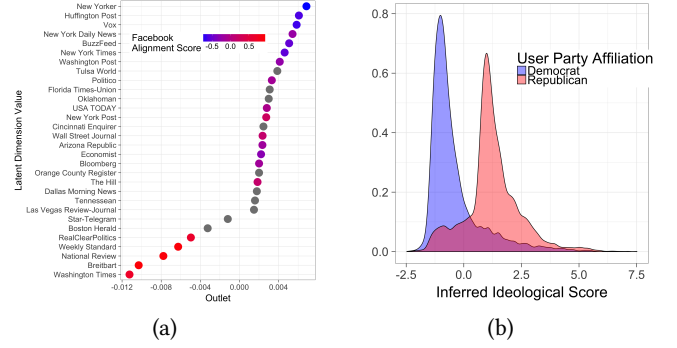 New Yorker
Huffington Post
Vox
New York Daily News
BuzzFeed
New York Times
Washington Post
Tulsa World
Politico
Florida Times-Union
Oklahoman
USA TODAY
New York Post
Cincinnati Enquirer
Wall Street Journal
Arizona Republic
Economist
Bloomberg
Orange County Register
The Hill
Dallas Morning News
Tennessean
Las Vegas Review-Journal
Star-Telegram
Boston Herald
RealClearPolitics
Weekly Standard
National Review
Breitbart
Washington Times
Latent Dimension Value
Facebook
Alignment Score
-0.5 0.0 0.5
-0.012 -0.008 -0.004 0.000 0.004
Outlet
(a)
0.8
0.6
0.4
0.2
0.0
User Party Affiliation
Democrat
Republican
-2.5 0.0 2.5 5.0 7.5
Inferred Ideological Score
(b)